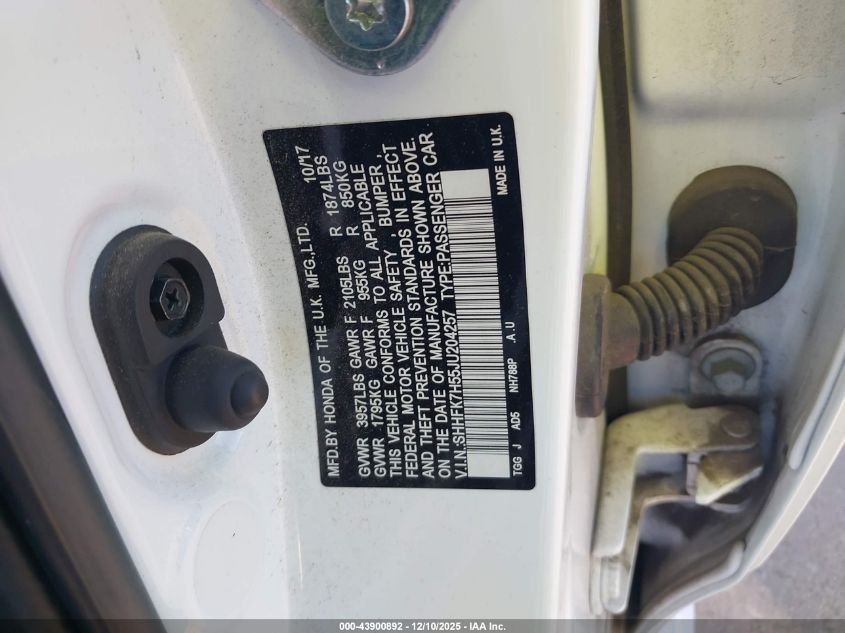 MFD.BY HONDA OF THE U.K. MFG.,LTD. 10/17
GVWR 3957LBS GAWR F 2105LBS R 1874LBS
GVWR 1795KG GAWR F 955KG R 850KG
THIS VEHICLE CONFORMS TO ALL APPLICABLE
FEDERAL MOTOR VEHICLE SAFETY , BUMPER ,
AND THEFT PREVENTION STANDARDS IN EFFECT
ON THE DATE OF MANUFACTURE SHOWN ABOVE.
V.I.N.:SHHFK7H55JU204257 TYPE:PASSENGER CAR
TGG J AD5 NH788P .A.U MADE IN U.K.
000-43900892 — 12/10/2025 — IAA Inc.